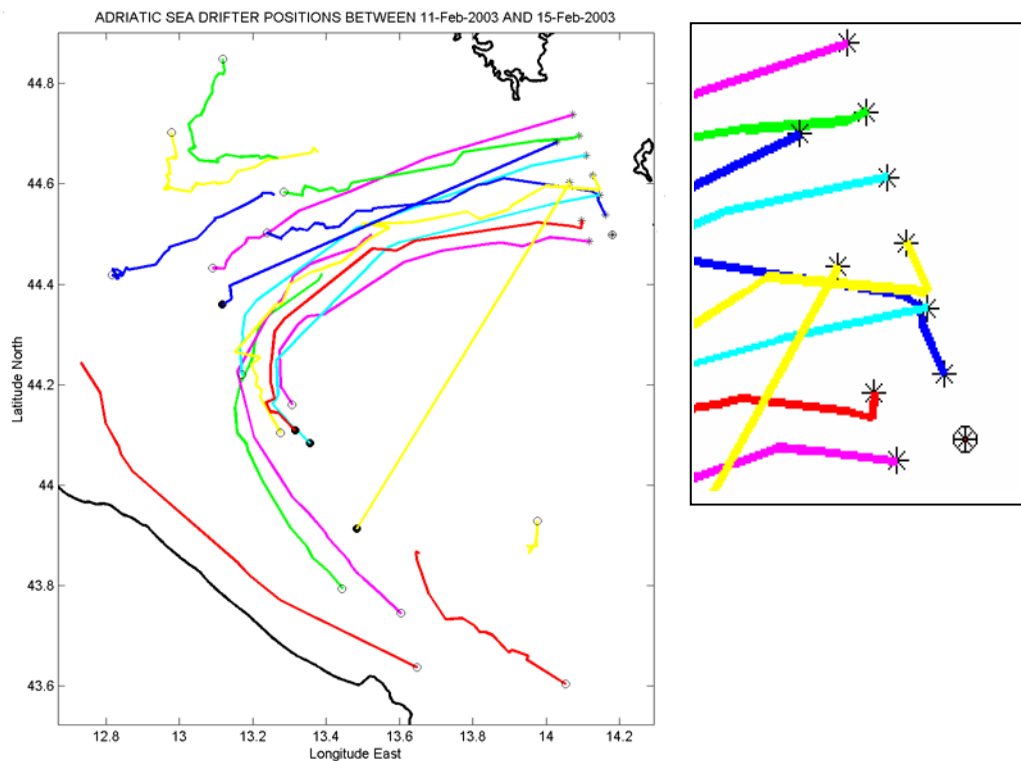 ADRIATIC SEA DRIFTER POSITIONS BETWEEN 11-Feb-2003 AND 15-Feb-2003
44.8
44.6
44.4
44.2
44
43.8
43.6
Latitude North
12.8 13 13.2 13.4 13.6 13.8 14 14.2
Longitude East